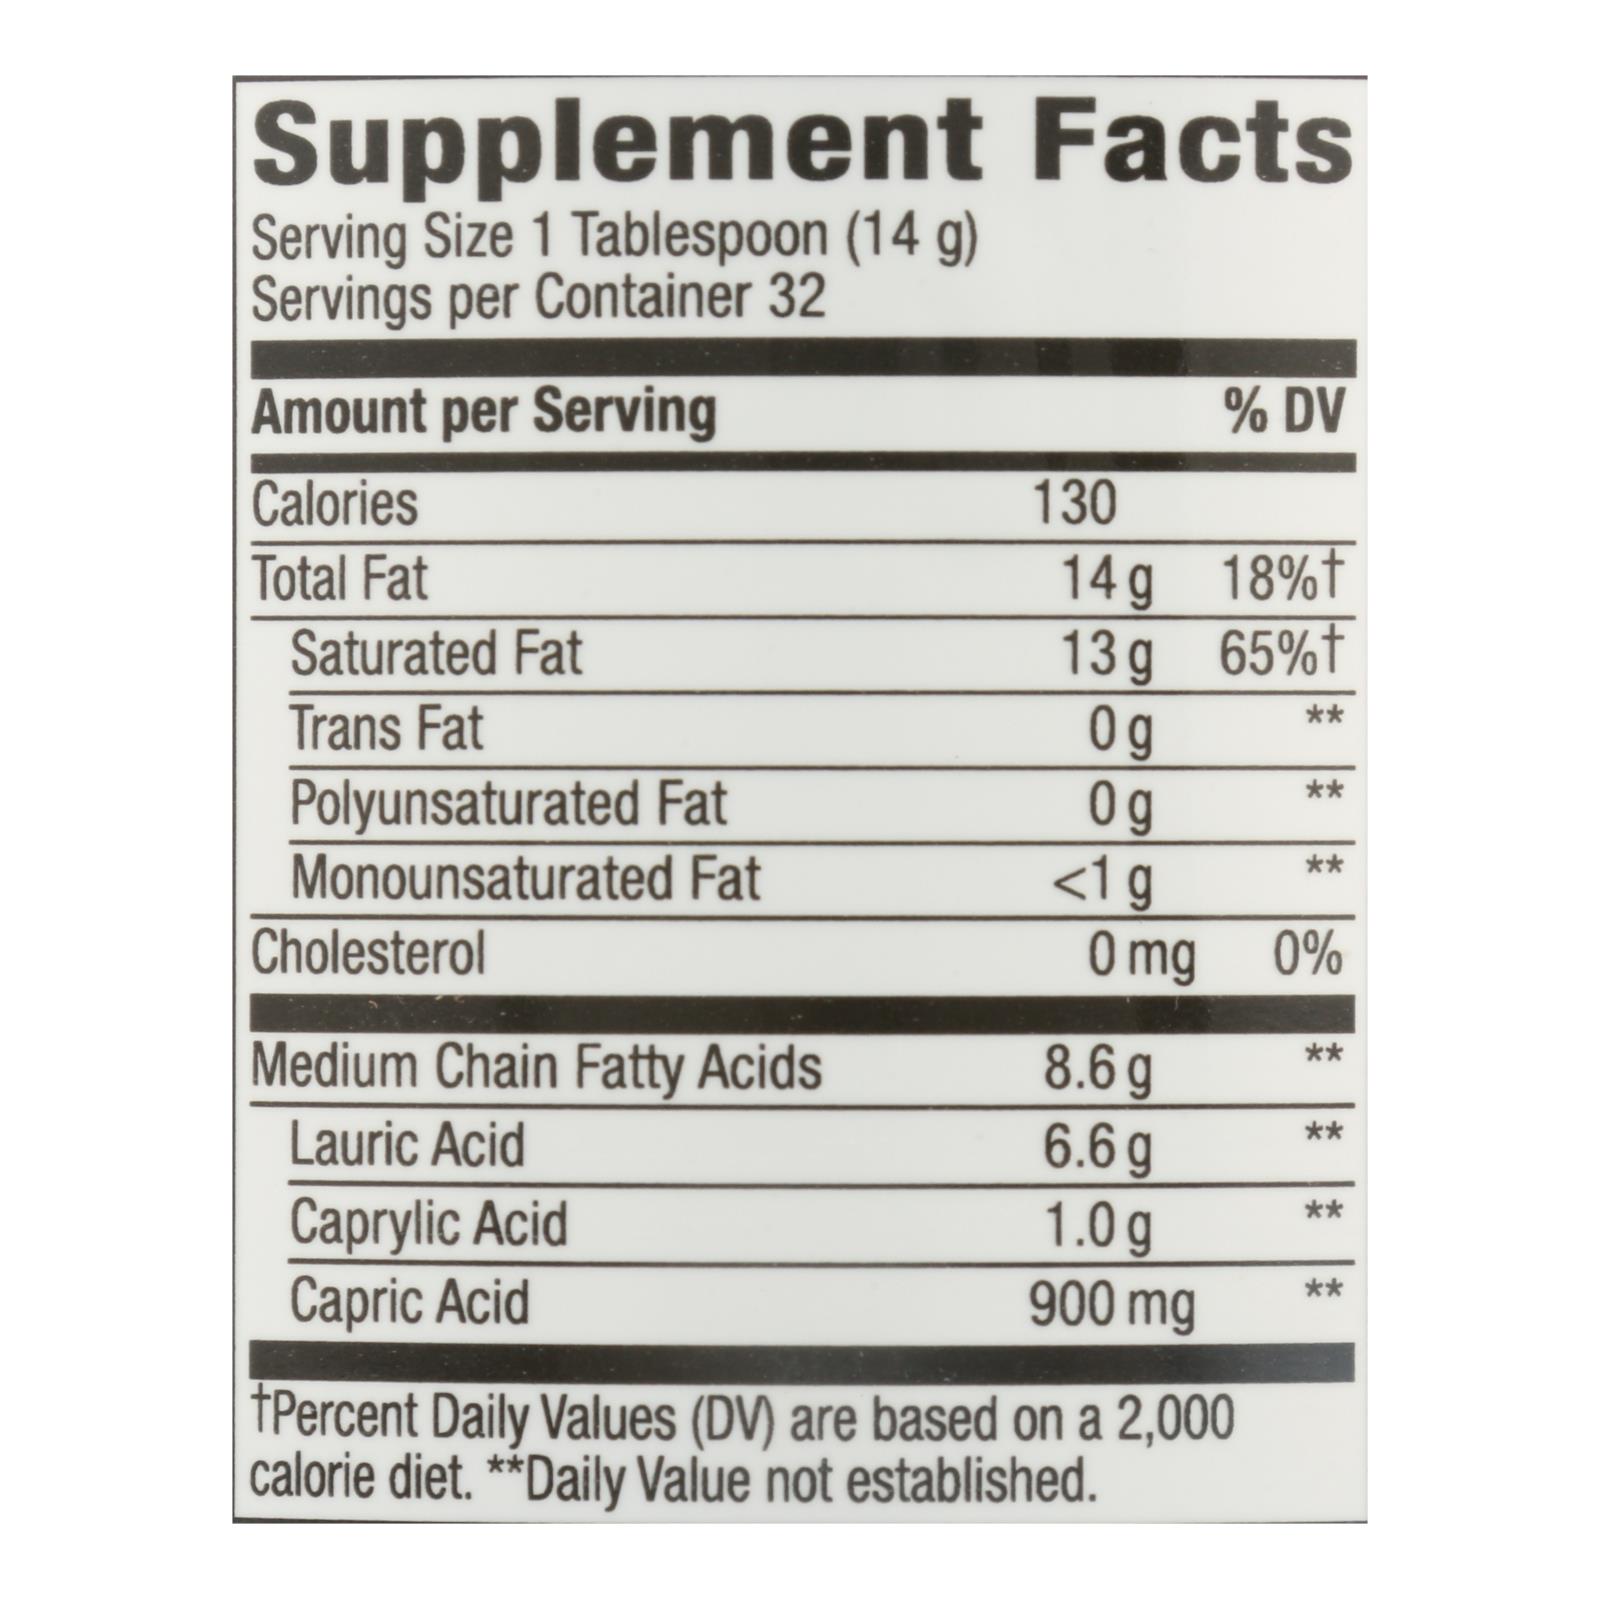 Supplement Facts
Serving Size 1 Tablespoon (14 g)
Servings per Container 32
Amount per Serving % DV
Calories 130
Total Fat 14 g 18%†
Saturated Fat 13 g 65%†
Trans Fat 0 g **
Polyunsaturated Fat 0 g **
Monounsaturated Fat <1 g **
Cholesterol 0 mg 0%
Medium Chain Fatty Acids 8.6 g **
Lauric Acid 6.6 g **
Caprylic Acid 1.0 g **
Capric Acid 900 mg **
†Percent Daily Values (DV) are based on a 2,000
calorie diet. **Daily Value not established.